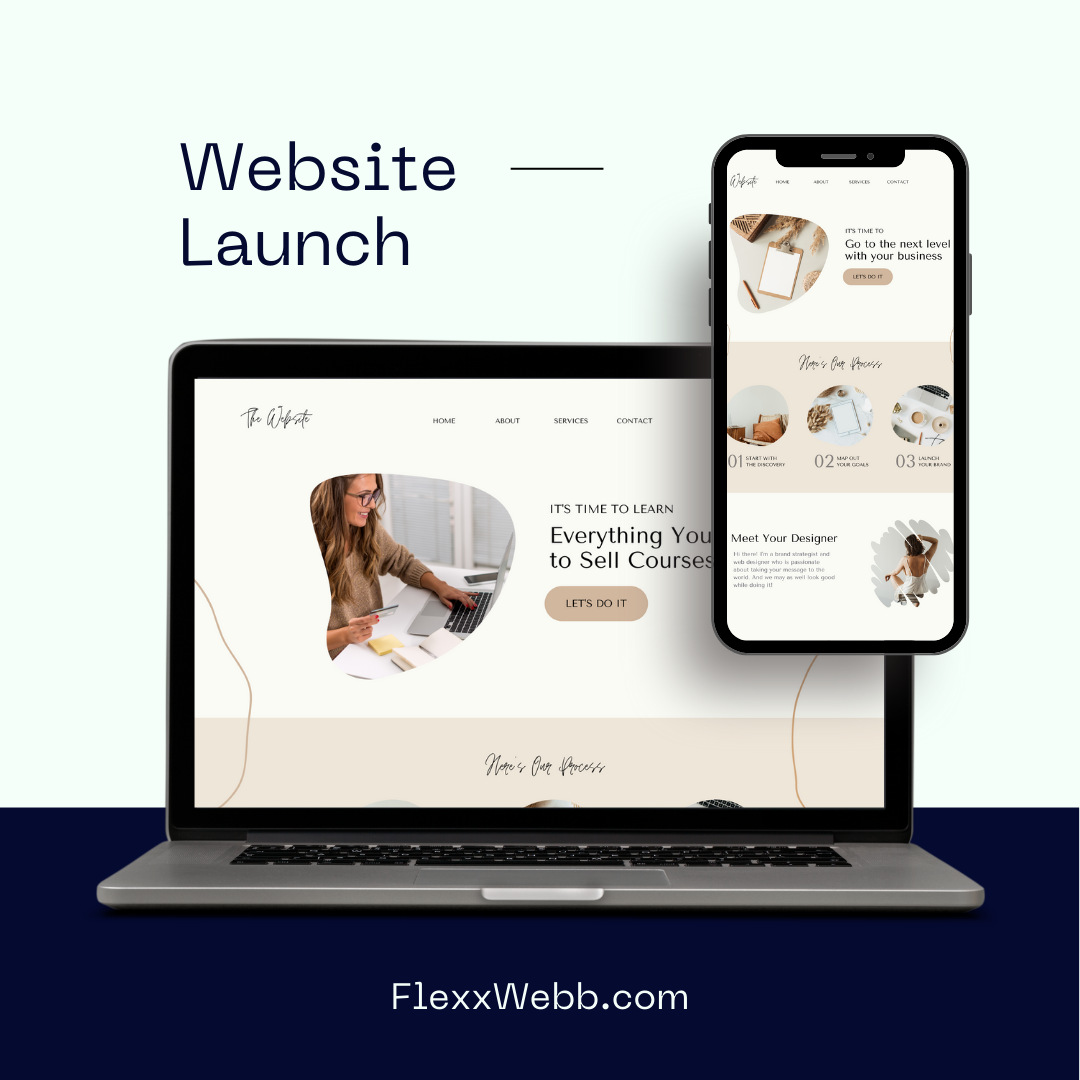 Website
Launch
The Website
HOME ABOUT SERVICES CONTACT
IT'S TIME TO LEARN
Everything You
to Sell Courses
LET'S DO IT
Here's Our Process
Website HOME ABOUT SERVICES CONTACT
IT'S TIME TO
Go to the next level
with your business
LET'S DO IT
Here's Our Process
01 START WITH
THE DISCOVERY
02 MAP OUT
YOUR GOALS
03 LAUNCH
YOUR BRAND
Meet Your Designer
Hi there! I'm a brand strategist and
web designer who is passionate
about taking your message to the
world. And we may as well look good
while doing it!
FlexxWebb.com